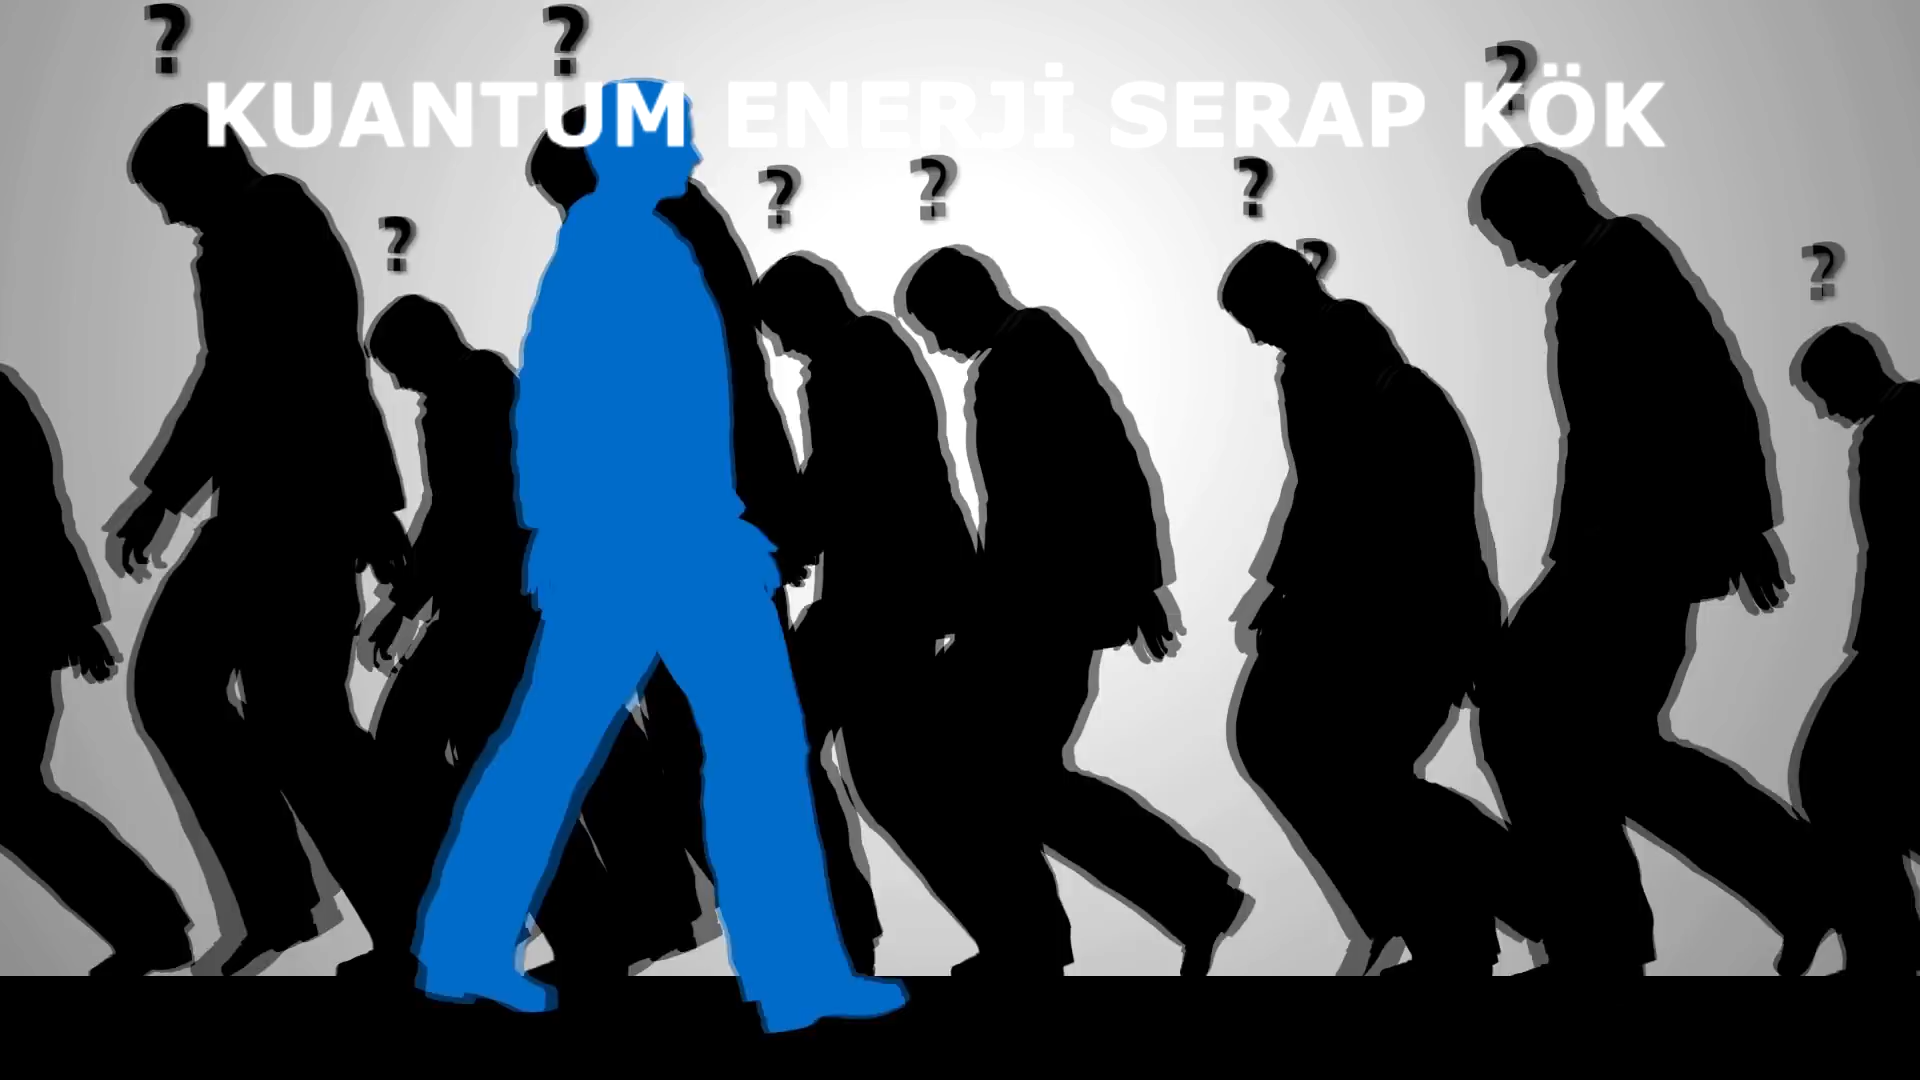 ? ?
?
KUANTUM ENERJİ SERAP KÖK
? ? ?
?
? ?